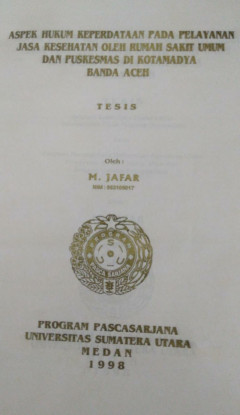 ASPEK HUKUM KEPERDATAAN PADA PELAYANAN
JASA KESEHATAN OLEH RUMAH SAKIT UMUM
DAN PUSKESMAS DI KOTAMADYA
BANDA ACEH
TESIS
Oleh :
M. JAFAR
PROGRAM PASCASARJANA
UNIVERSITAS SUMATERA UTARA
MEDAN
1998